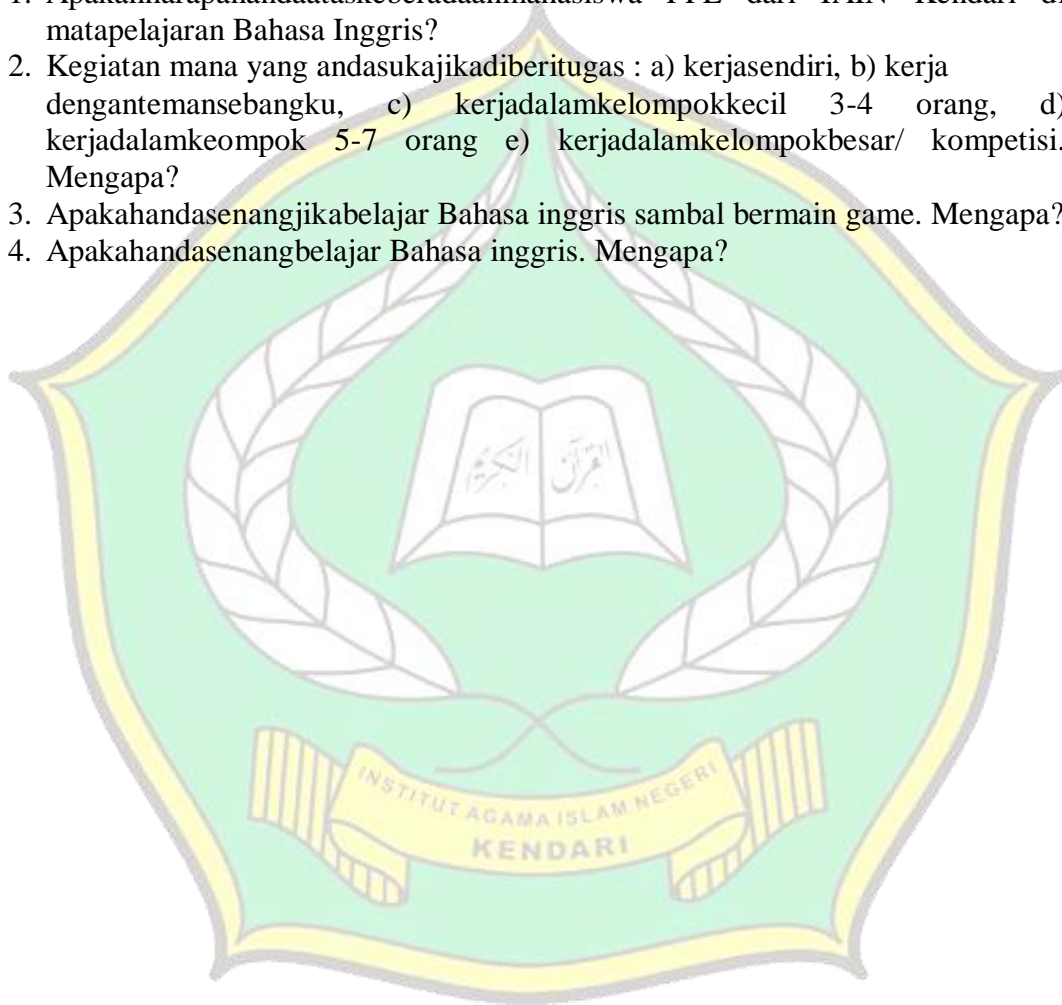 matapelajaran Bahasa Inggris?
2. Kegiatan mana yang andasukajikadiberitugas : a) kerjasendiri, b) kerja
dengantemansebangku, c) kerjadalamkelompokkecil 3-4 orang, d)
kerjadalamkeompok 5-7 orang e) kerjadalamkelompokbesar/ kompetisi.
Mengapa?
3. Apakahandasenangjikabelajar Bahasa inggris sambal bermain game. Mengapa?
4. Apakahandasenangbelajar Bahasa inggris. Mengapa?
القرآن الكريم
INSTITUT AGAMA ISLAM NEGERI
KENDARI